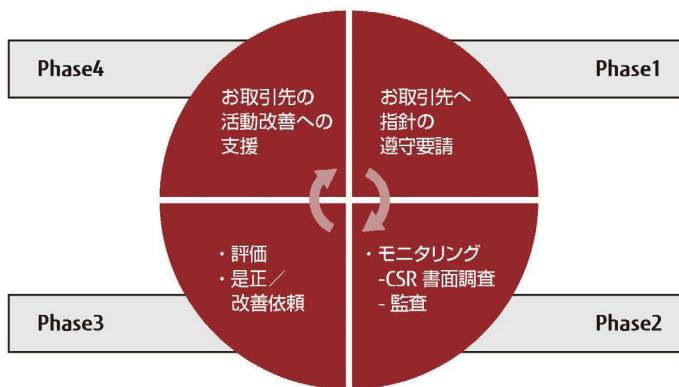 Phase4
お取引先の
活動改善への
支援
お取引先へ
指針の
遵守要請
Phase1
Phase3
・評価
・是正／
改善依頼
・モニタリング
-CSR 書面調査
- 監査
Phase2